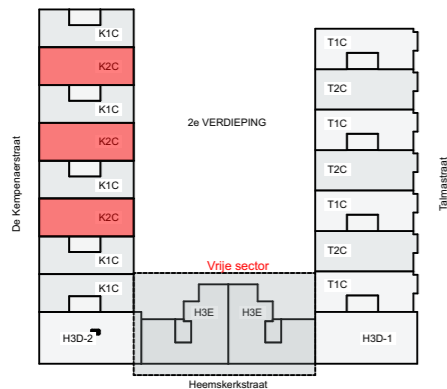 K1C
K2C
K1C
K2C
K1C
K2C
K1C
K1C
H3D-2
De Kempenaerstraat
2e VERDIEPING
Vrije sector
H3E
H3E
Heemskerkstraat
T1C
T2C
T1C
T2C
T1C
T2C
T1C
H3D-1
Talmastraat